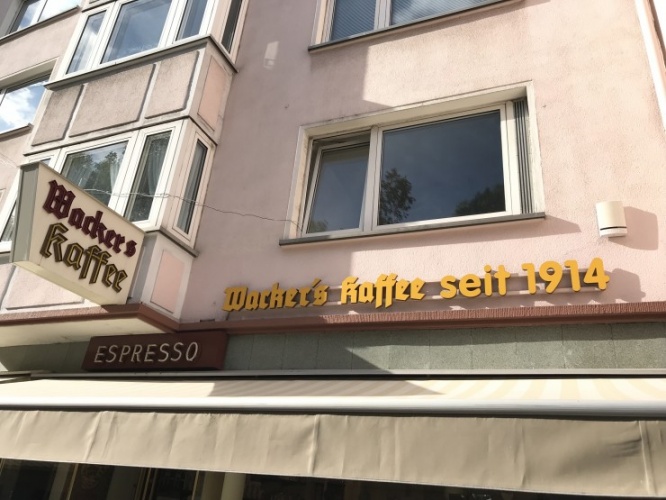 Wacker's
Kaffee
Wacker's Kaffee seit 1914
ESPRESSO